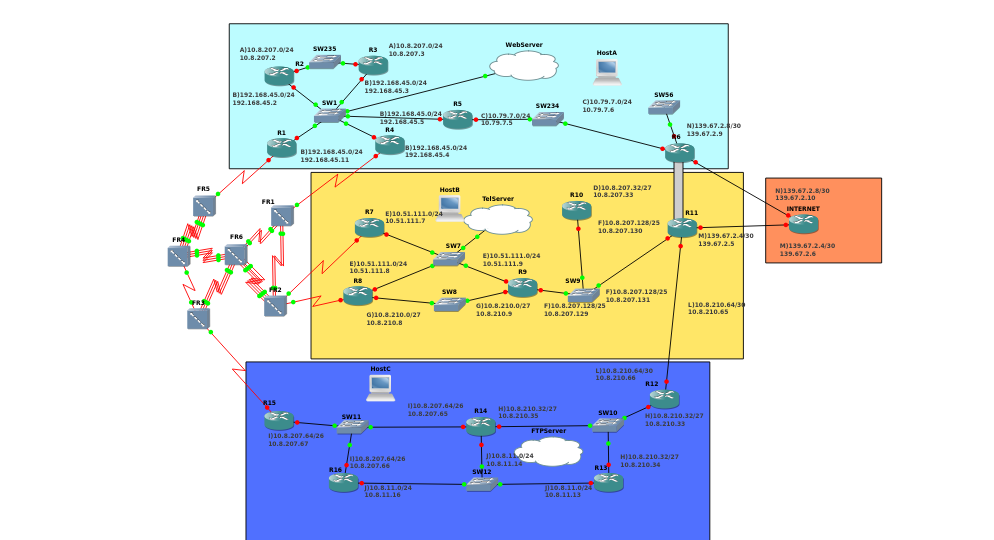 A)10.8.207.0/24
10.8.207.2
SW235
R2
R3
A)10.8.207.0/24
10.8.207.3
WebServer
HostA
B)192.168.45.0/24
192.168.45.2
B)192.168.45.0/24
192.168.45.3
SW1
B)192.168.45.0/24
192.168.45.5
R5
C)10.79.7.0/24
10.79.7.5
SW234
C)10.79.7.0/24
10.79.7.6
SW56
N)139.67.2.8/30
139.67.2.9
R6
R1
B)192.168.45.0/24
192.168.45.11
R4
B)192.168.45.0/24
192.168.45.4
FR5
FR1
FR4
FR6
FR3
FR2
HostB
TelServer
R7
E)10.51.111.0/24
10.51.111.7
SW7
E)10.51.111.0/24
10.51.111.8
R8
G)10.8.210.0/27
10.8.210.8
SW8
E)10.51.111.0/24
10.51.111.9
R9
G)10.8.210.0/27
10.8.210.9
R10
D)10.8.207.32/27
10.8.207.33
F)10.8.207.128/25
10.8.207.130
SW9
F)10.8.207.128/25
10.8.207.129
F)10.8.207.128/25
10.8.207.131
R11
M)139.67.2.4/30
139.67.2.5
N)139.67.2.8/30
139.67.2.10
INTERNET
M)139.67.2.4/30
139.67.2.6
L)10.8.210.64/30
10.8.210.65
HostC
L)10.8.210.64/30
10.8.210.66
R12
H)10.8.210.32/27
10.8.210.33
R15
I)10.8.207.64/26
10.8.207.67
SW11
I)10.8.207.64/26
10.8.207.65
R14
H)10.8.210.32/27
10.8.210.35
SW10
FTPServer
I)10.8.207.64/26
10.8.207.66
R16
J)10.8.11.0/24
10.8.11.16
J)10.8.11.0/24
10.8.11.14
SW12
J)10.8.11.0/24
10.8.11.13
R13
H)10.8.210.32/27
10.8.210.34